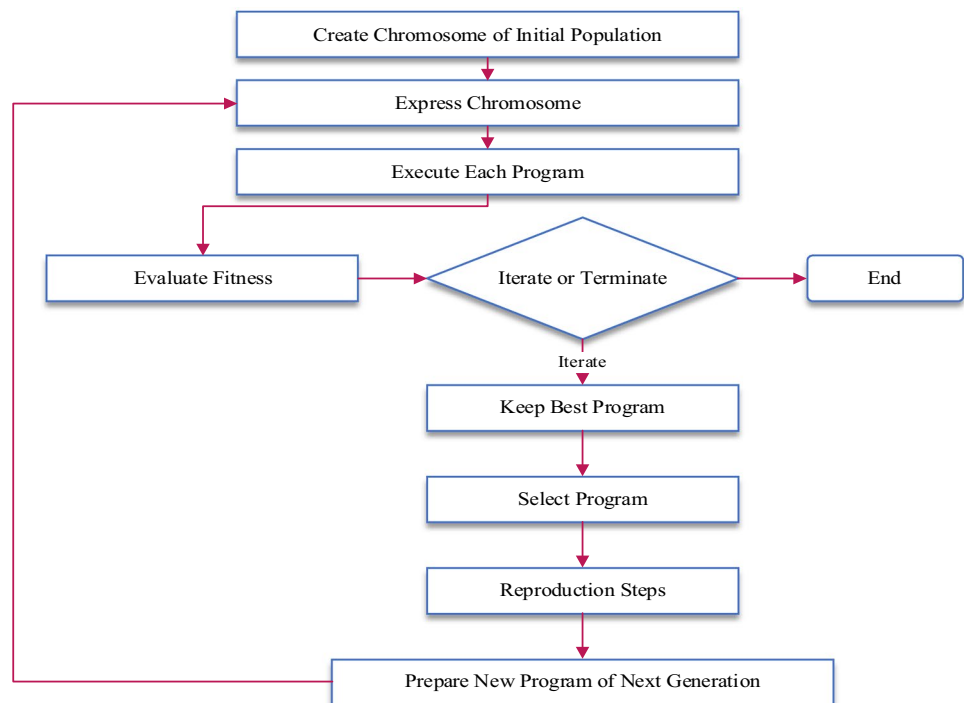 Create Chromosome of Initial Population
Express Chromosome
Execute Each Program
Evaluate Fitness
Iterate or Terminate
End
Iterate
Keep Best Program
Select Program
Reproduction Steps
Prepare New Program of Next Generation